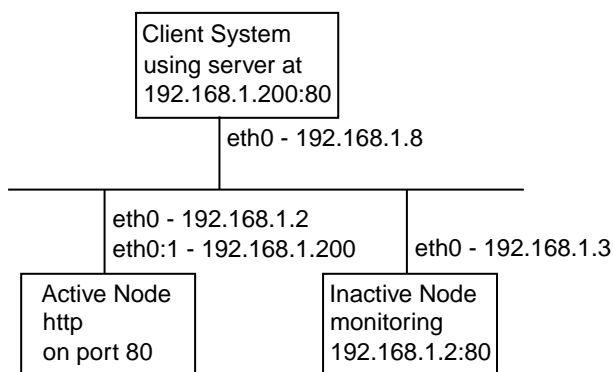 Client System
using server at
192.168.1.200:80
eth0 - 192.168.1.8
eth0 - 192.168.1.2
eth0:1 - 192.168.1.200
eth0 - 192.168.1.3
Active Node
http
on port 80
Inactive Node
monitoring
192.168.1.2:80